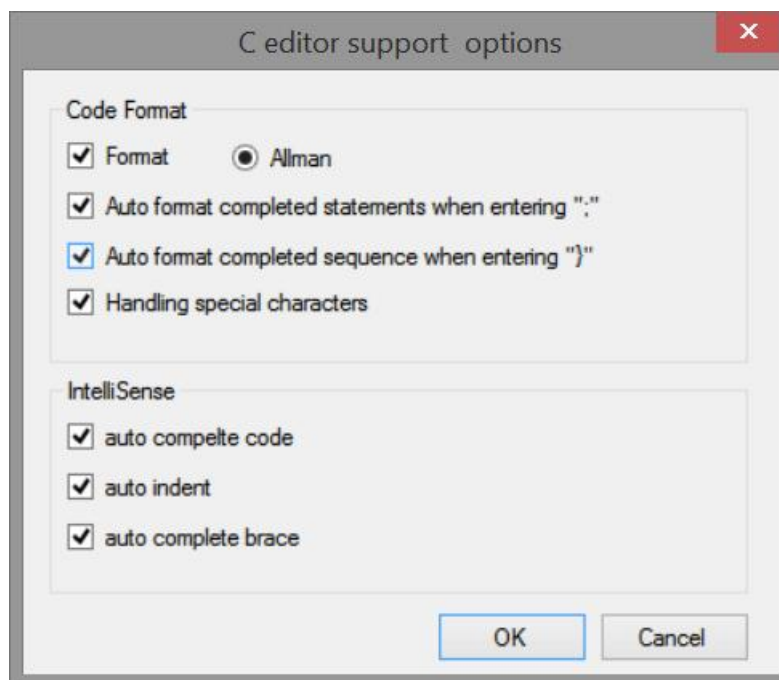 C editor support  options
Code Format
Format Allman
Auto format completed statements when entering ";"
Auto format completed sequence when entering "}"
Handling special characters
IntelliSense
auto compelte code
auto indent
auto complete brace
OK Cancel